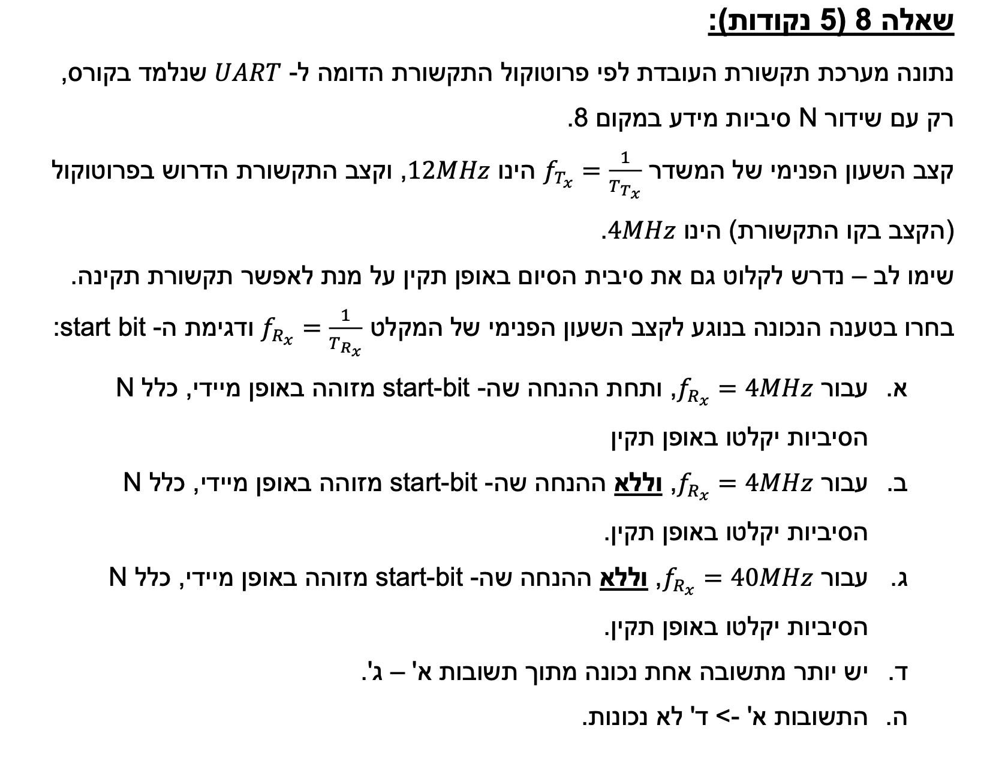 שאלה 8 (5 נקודות):
נתונה מערכת תקשורת העובדת לפי פרוטוקול התקשורת הדומה ל- UART שנלמד בקורס,
רק עם שידור N סיביות מידע במקום 8.
קצב השעון הפנימי של המשדר f_{T_x} = \frac{1}{T_{T_x}} הינו 12MHz, וקצב התקשורת הדרוש בפרוטוקול
(הקצב בקו התקשורת) הינו 4MHz.
שימו לב – נדרש לקלוט גם את סיבית הסיום באופן תקין על מנת לאפשר תקשורת תקינה.
בחרו בטענה הנכונה בנוגע לקצב השעון הפנימי של המקלט f_{R_x} = \frac{1}{T_{R_x}} ודגימת ה- start bit:
א. עבור f_{R_x} = 4MHz, ותחת ההנחה שה- start-bit מזוהה באופן מיידי, כלל N
הסיביות יקלטו באופן תקין
ב. עבור f_{R_x} = 4MHz, וללא ההנחה שה- start-bit מזוהה באופן מיידי, כלל N
הסיביות יקלטו באופן תקין.
ג. עבור f_{R_x} = 40MHz, וללא ההנחה שה- start-bit מזוהה באופן מיידי, כלל N
הסיביות יקלטו באופן תקין.
ד. יש יותר מתשובה אחת נכונה מתוך תשובות א' – ג'.
ה. התשובות א' -> ד' לא נכונות.